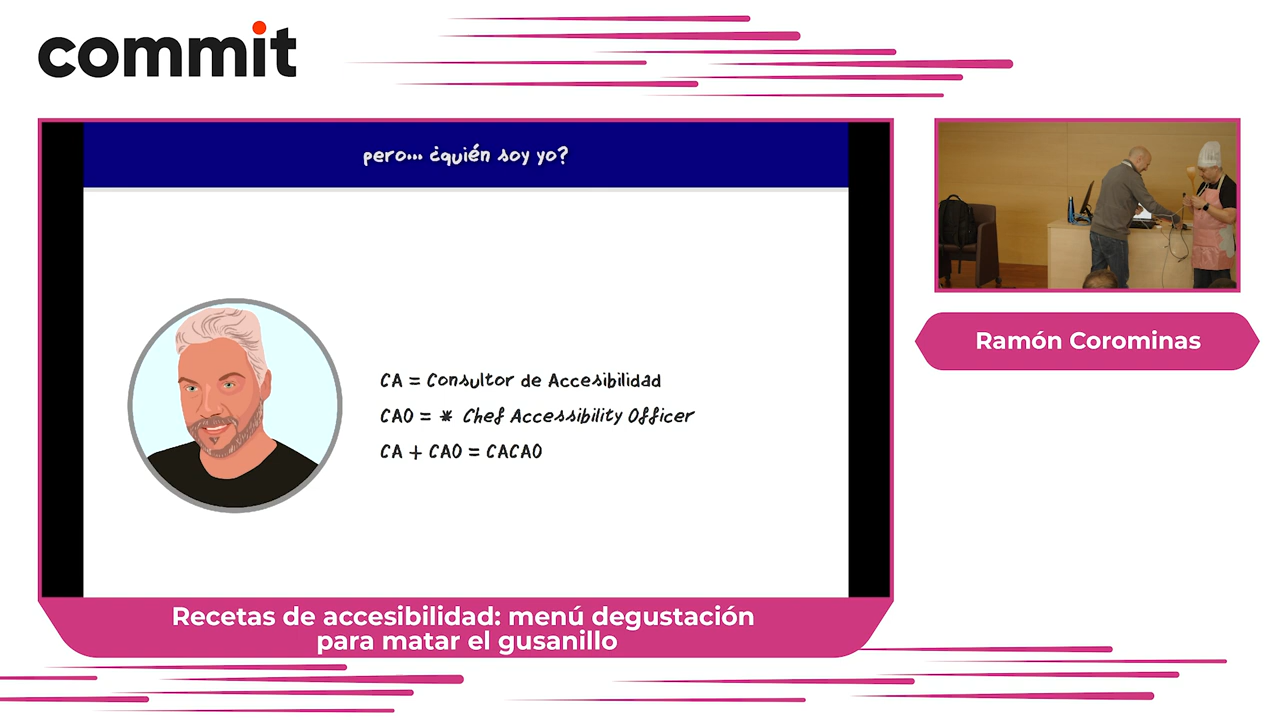 commit
pero... ¿quién soy yo?
CA = Consultor de Accesibilidad
CAO = * Chef Accessibility Officer
CA + CAO = CACAO
Ramón Corominas
Recetas de accesibilidad: menú degustación
para matar el gusanillo